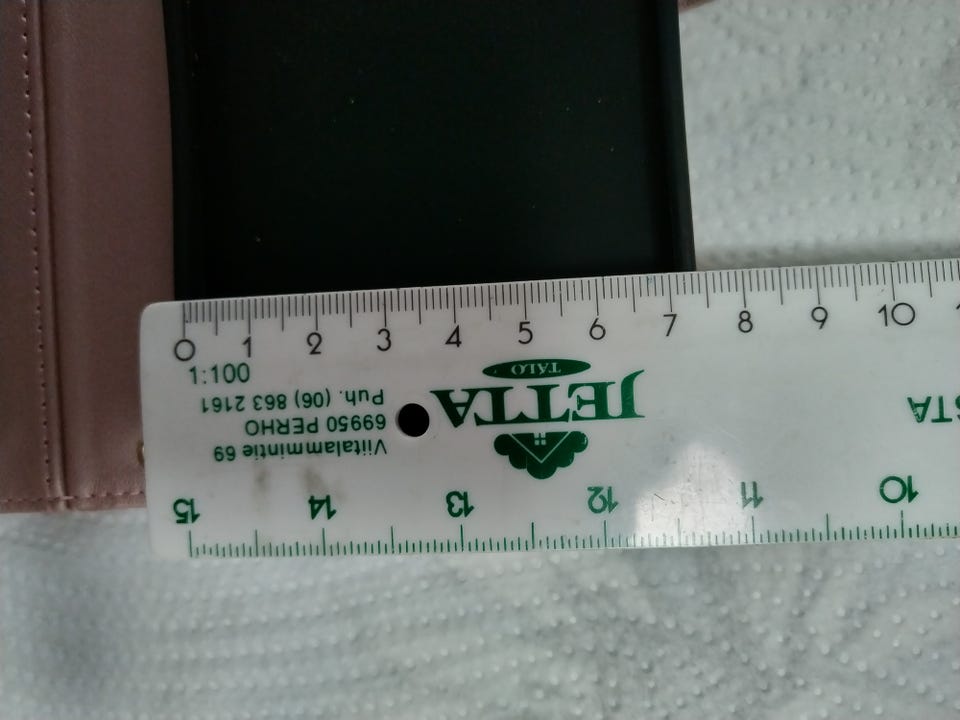 0 1 2 3 4 5 6 7 8 9 10
1:100
TALO
JETTA
Puh. (06) 863 2161
69950 PERHO
Viitalammintie 69
STA
15 14 13 12 11 10